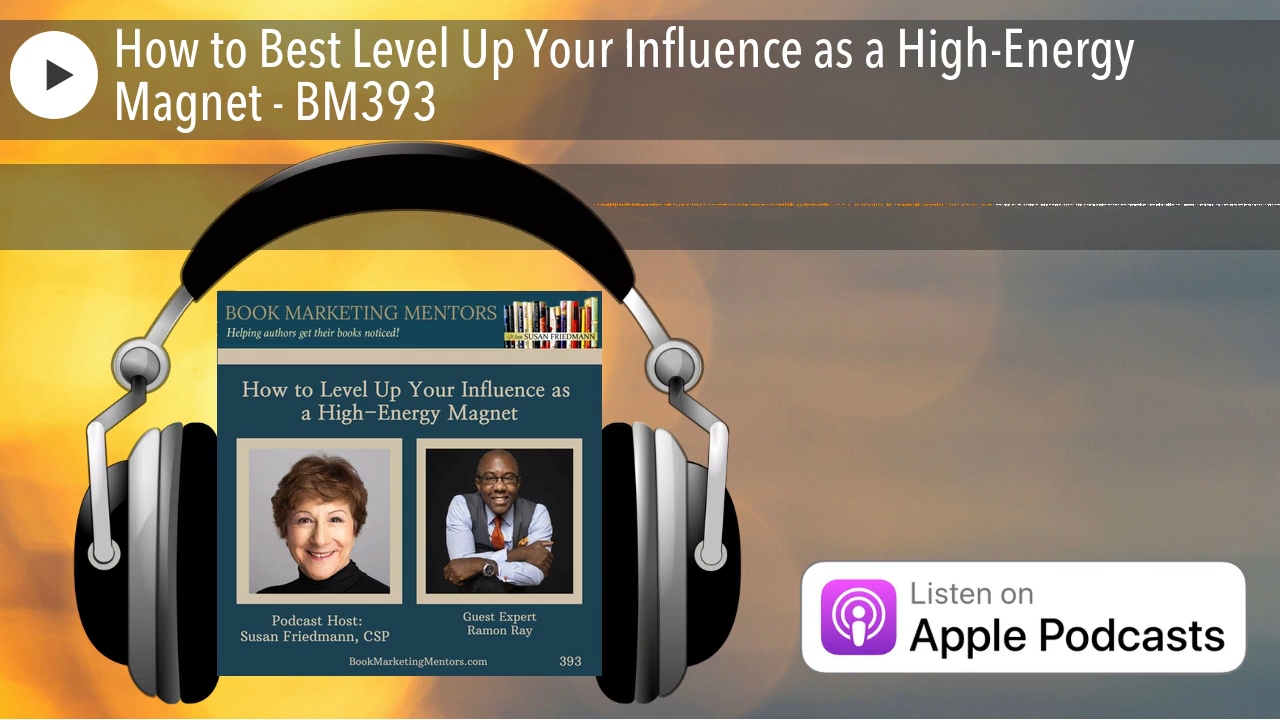 How to Best Level Up Your Influence as a High-Energy
Magnet - BM393
BOOK MARKETING MENTORS
Helping authors get their books noticed!
With SUSAN FRIEDMANN
How to Level Up Your Influence as
a High-Energy Magnet
Podcast Host:
Susan Friedmann, CSP
Guest Expert
Ramon Ray
BookMarketingMentors.com
393
Listen on
Apple Podcasts